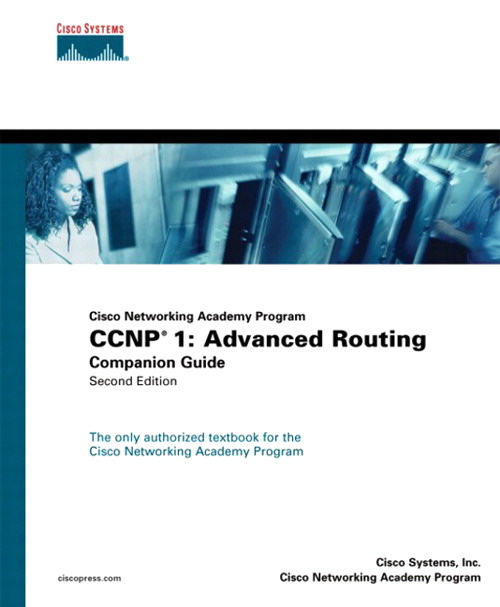 CISCO SYSTEMS
®
Cisco Networking Academy Program
CCNP® 1: Advanced Routing
Companion Guide
Second Edition
The only authorized textbook for the
Cisco Networking Academy Program
Cisco Systems, Inc.
ciscopress.com
Cisco Networking Academy Program